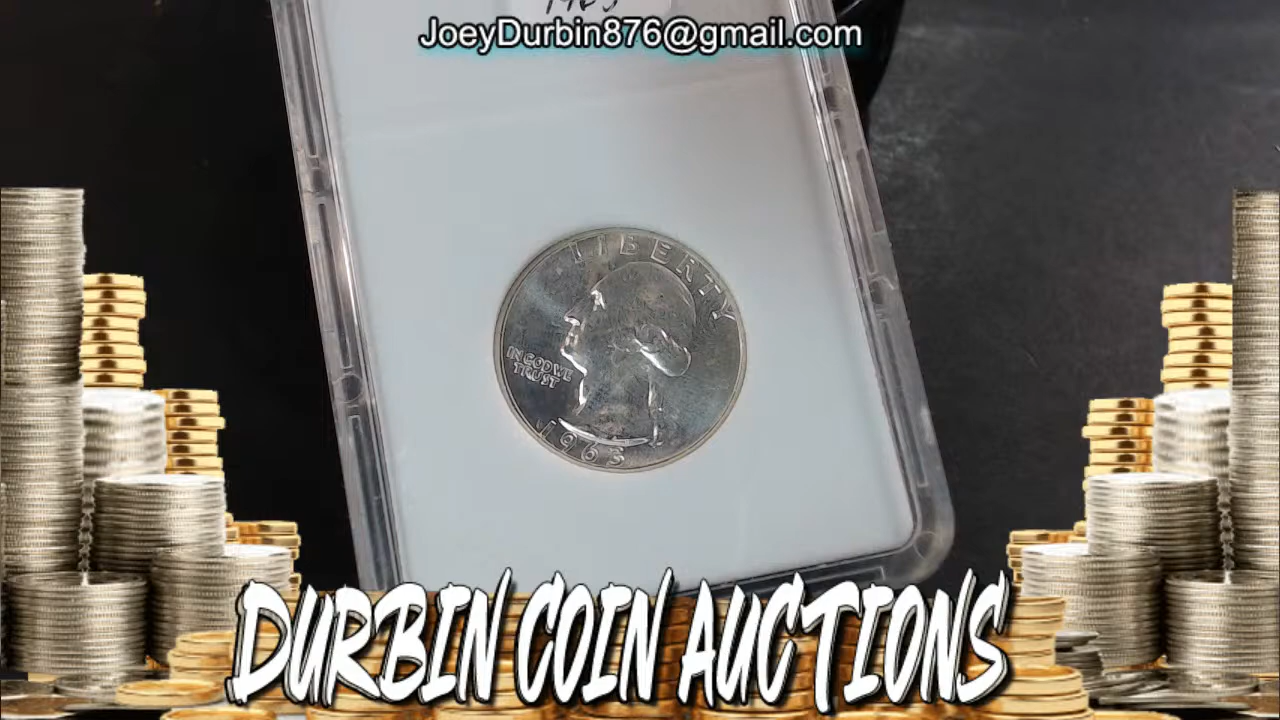 JoeyDurbin876@gmail.com
LIBERTY
IN GOD WE
TRUST
1963
DURBIN COIN AUCTIONS